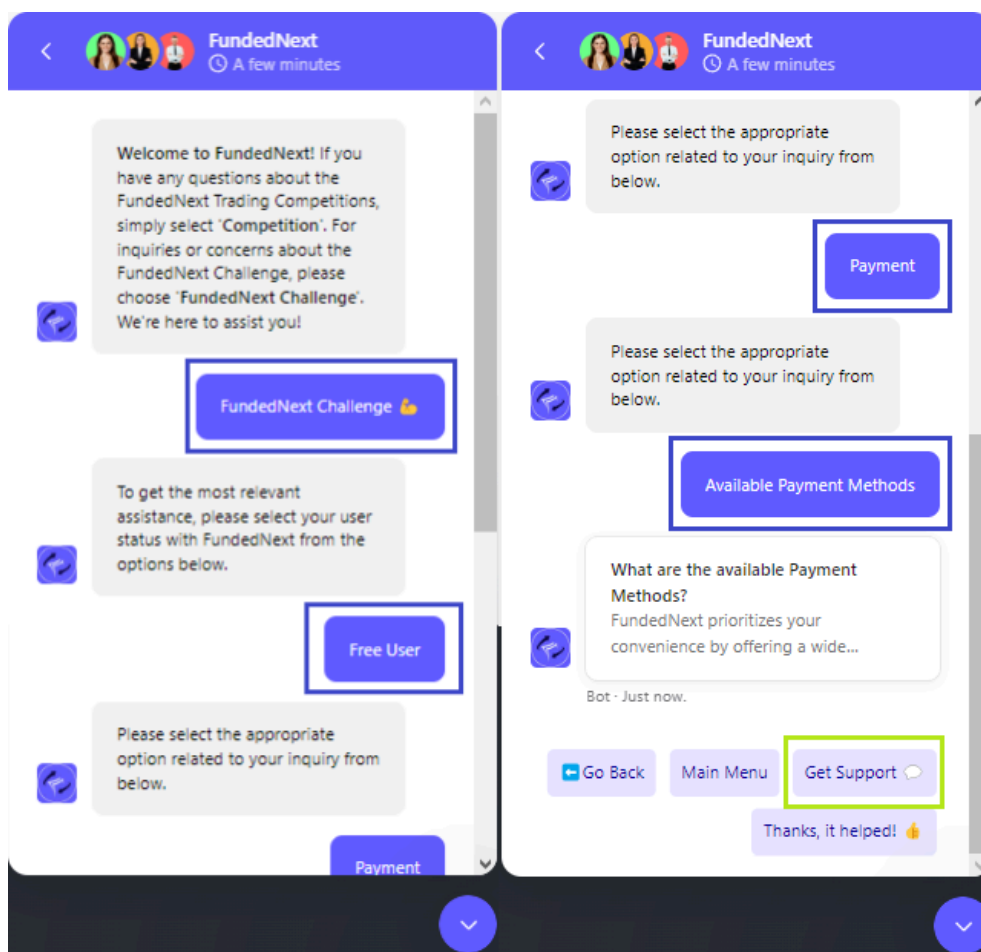 FundedNext
A few minutes
Welcome to FundedNext! If you
have any questions about the
FundedNext Trading Competitions,
simply select 'Competition'. For
inquiries or concerns about the
FundedNext Challenge, please
choose 'FundedNext Challenge'.
We're here to assist you!
FundedNext Challenge 💪
To get the most relevant
assistance, please select your user
status with FundedNext from the
options below.
Free User
Please select the appropriate
option related to your inquiry from
below.
Payment
FundedNext
A few minutes
Please select the appropriate
option related to your inquiry from
below.
Payment
Please select the appropriate
option related to your inquiry from
below.
Available Payment Methods
What are the available Payment
Methods?
FundedNext prioritizes your
convenience by offering a wide...
Bot · Just now.
⬅️Go Back Main Menu Get Support 💬
Thanks, it helped! 👍